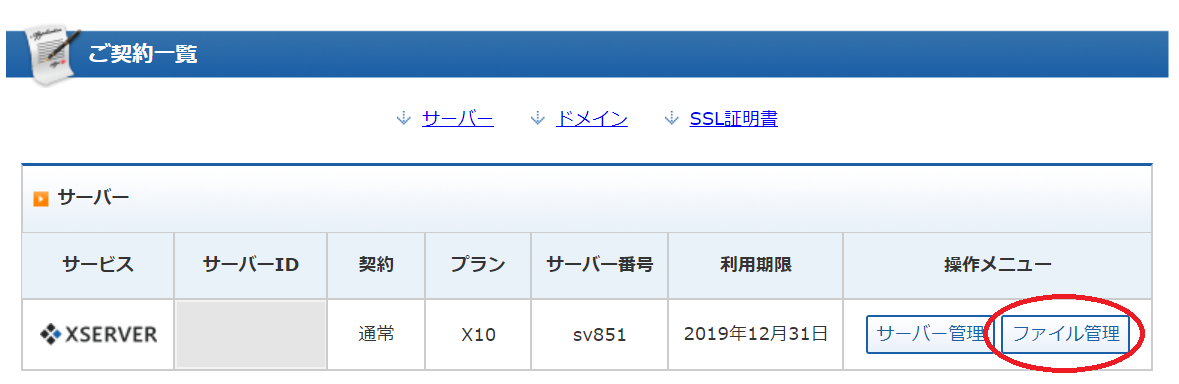 ご契約一覧
サーバー ドメイン SSL証明書
サーバー
サービス サーバーID 契約 プラン サーバー番号 利用期限 操作メニュー
XSERVER 通常 X10 sv851 2019年12月31日 サーバー管理 ファイル管理